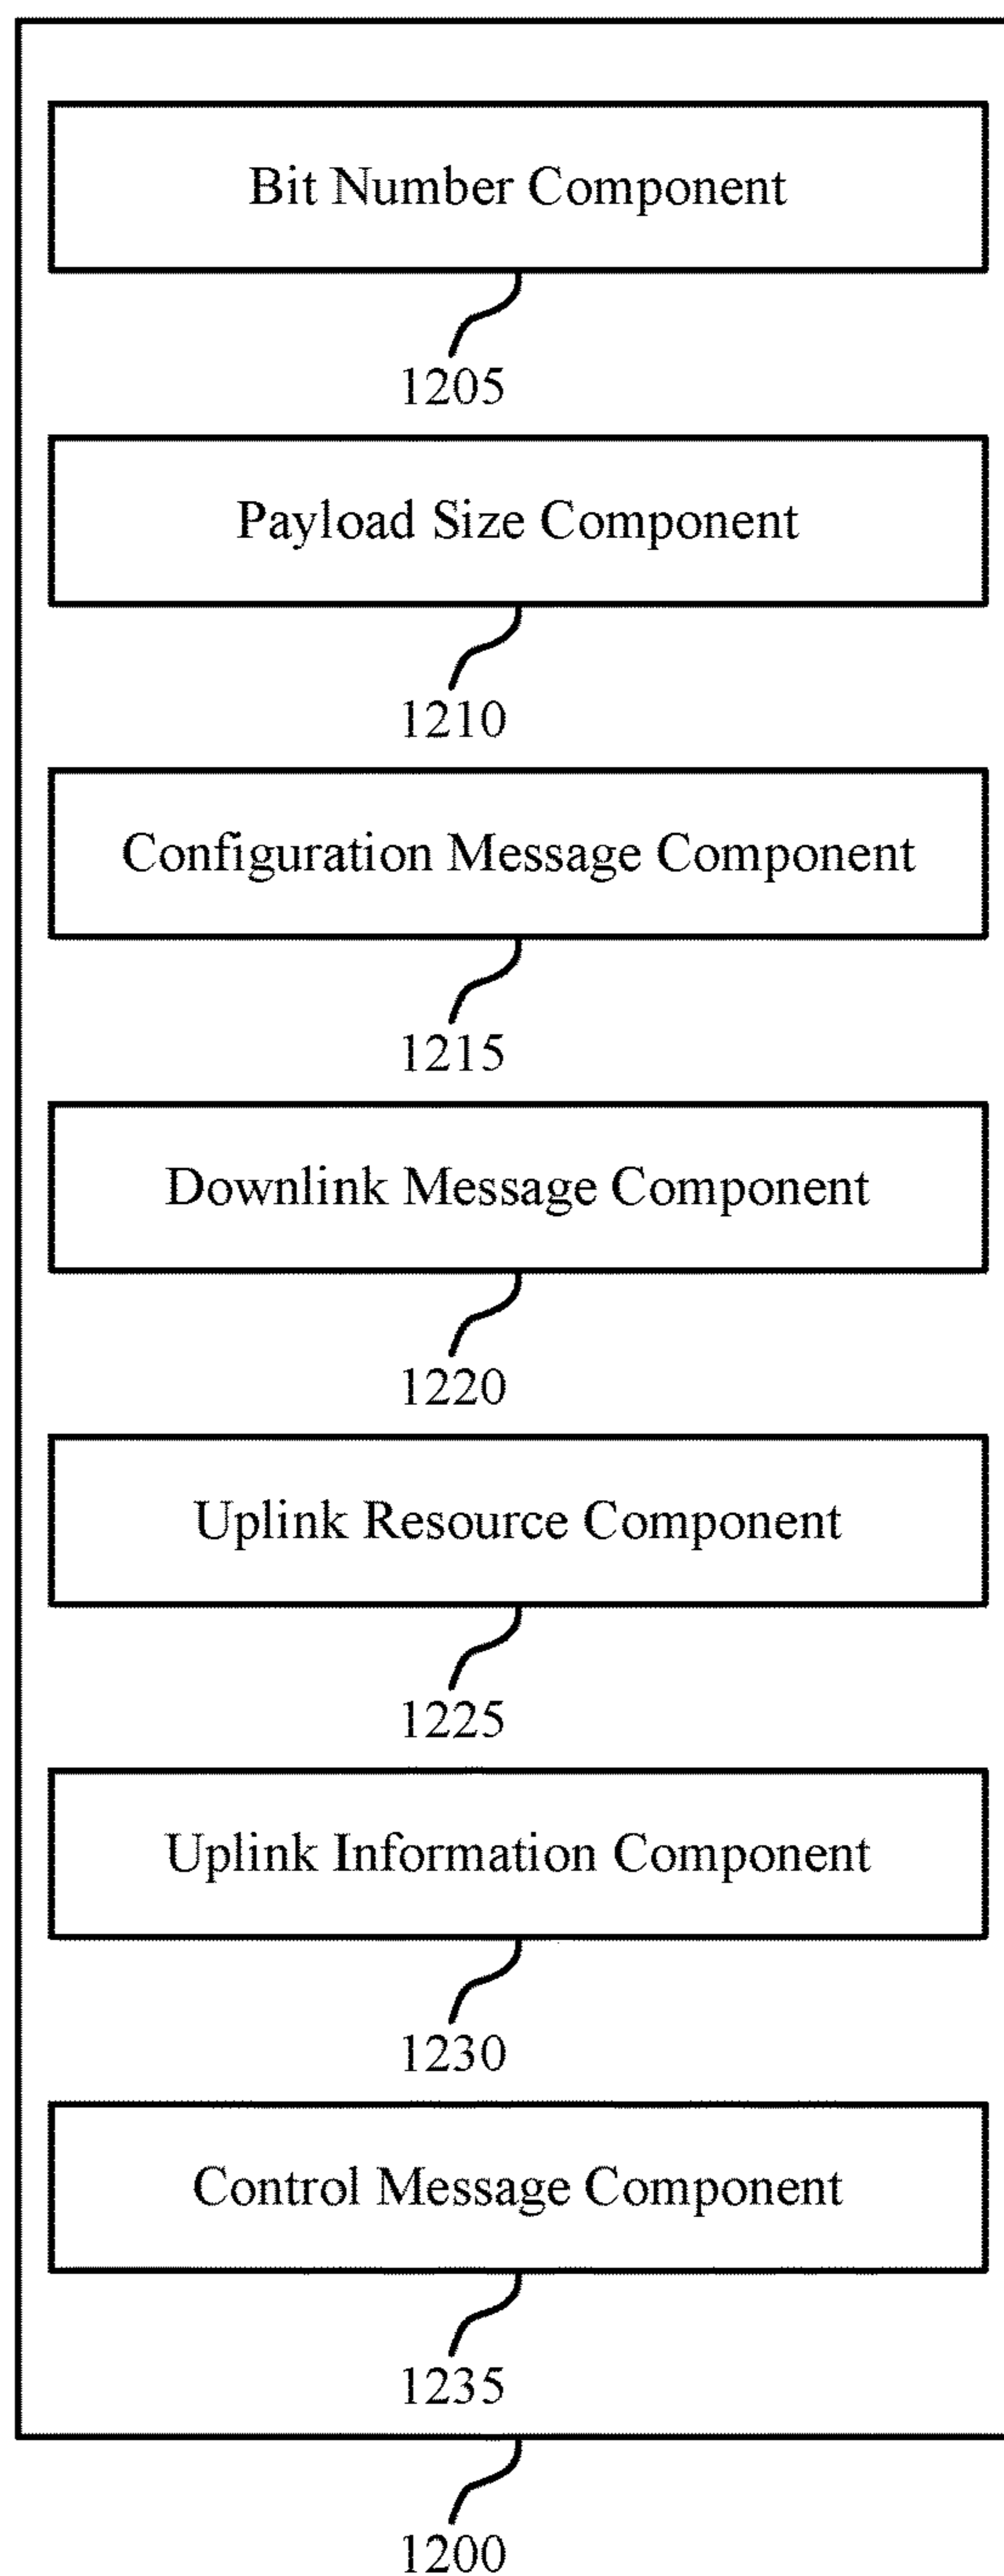 Bit Number Component
1205
Payload Size Component
1210
Configuration Message Component
1215
Downlink Message Component
1220
Uplink Resource Component
1225
Uplink Information Component
1230
Control Message Component
1235
1200